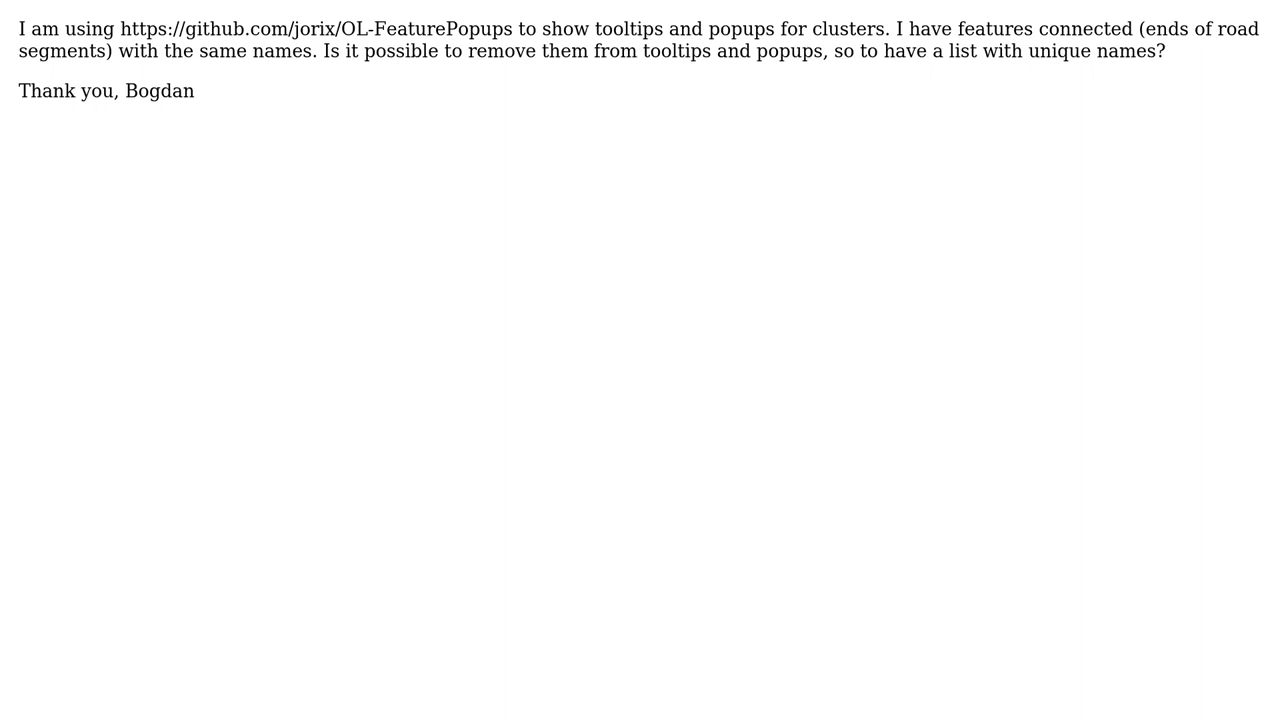 I am using https://github.com/jorix/OL-FeaturePopups to show tooltips and popups for clusters. I have features connected (ends of road
segments) with the same names. Is it possible to remove them from tooltips and popups, so to have a list with unique names?
Thank you, Bogdan